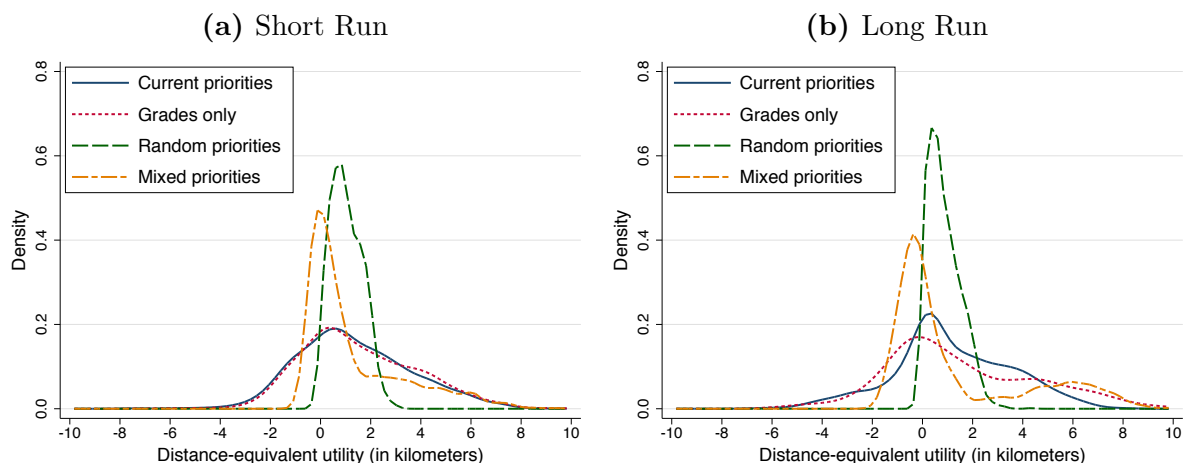 (a) Short Run
Current priorities
Grades only
Random priorities
Mixed priorities
0.8
0.6
0.4
0.2
0.0
Density
-10 -8 -6 -4 -2 0 2 4 6 8 10
Distance-equivalent utility (in kilometers)
(b) Long Run
Current priorities
Grades only
Random priorities
Mixed priorities
0.8
0.6
0.4
0.2
0.0
Density
-10 -8 -6 -4 -2 0 2 4 6 8 10
Distance-equivalent utility (in kilometers)